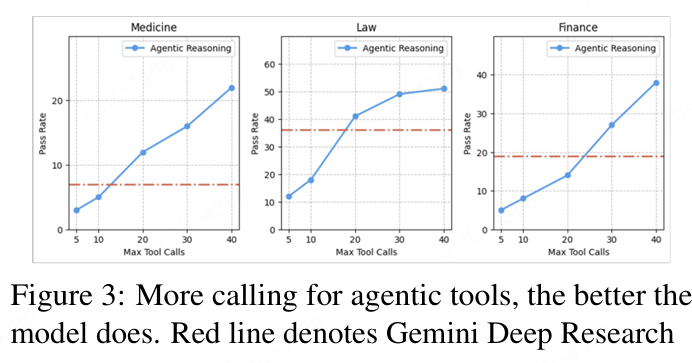 Medicine
Agentic Reasoning
Pass Rate
20
10
0
5 10 20 30 40
Max Tool Calls
Law
Agentic Reasoning
Pass Rate
60
50
40
30
20
10
0
5 10 20 30 40
Max Tool Calls
Finance
Agentic Reasoning
Pass Rate
40
30
20
10
0
5 10 20 30 40
Max Tool Calls
Figure 3: More calling for agentic tools, the better the
model does. Red line denotes Gemini Deep Research